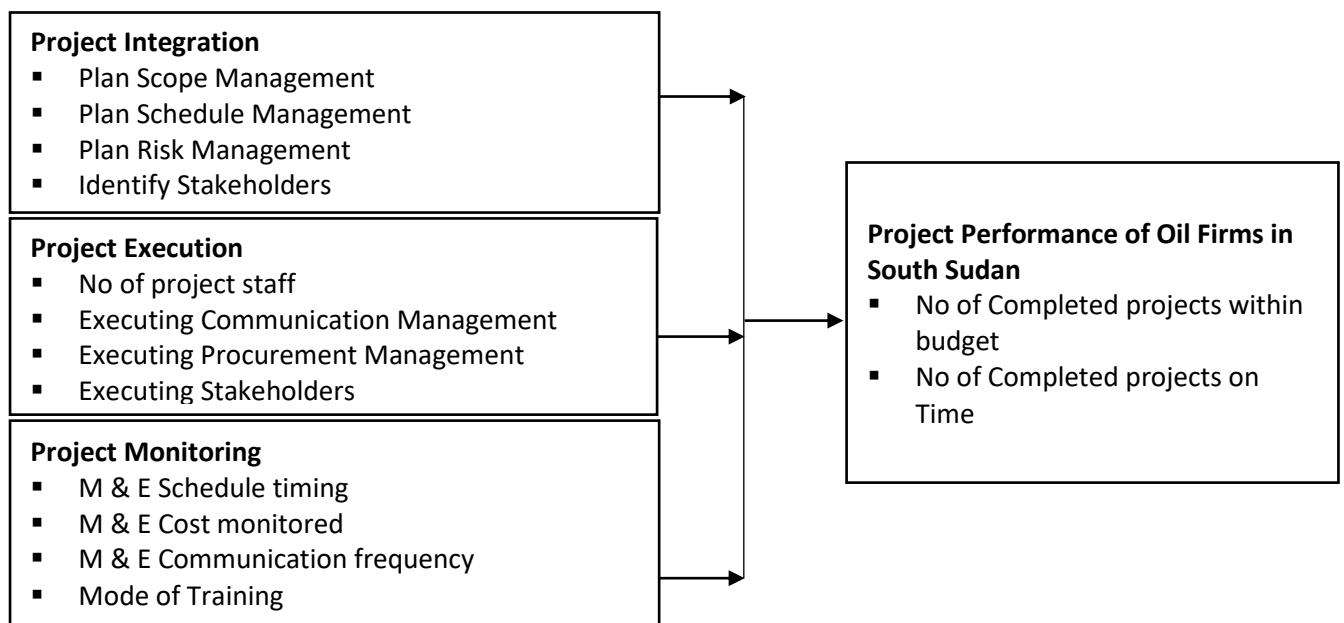 Project Integration
▪ Plan Scope Management
▪ Plan Schedule Management
▪ Plan Risk Management
▪ Identify Stakeholders
Project Execution
▪ No of project staff
▪ Executing Communication Management
▪ Executing Procurement Management
▪ Executing Stakeholders
Project Monitoring
▪ M & E Schedule timing
▪ M & E Cost monitored
▪ M & E Communication frequency
▪ Mode of Training
Project Performance of Oil Firms in
South Sudan
▪ No of Completed projects within
budget
▪ No of Completed projects on
Time